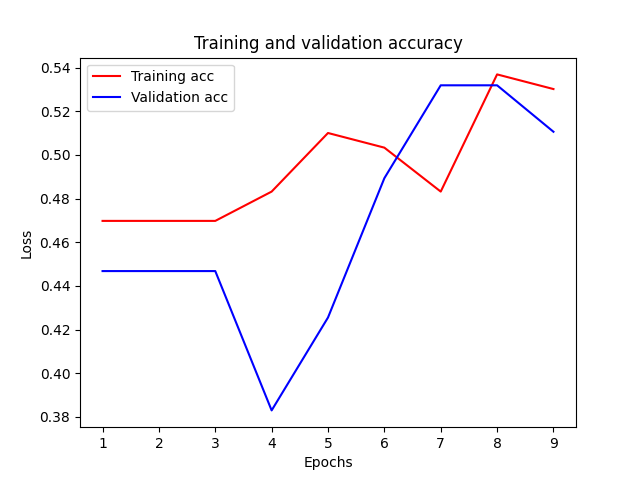 Training and validation accuracy
Training acc
Validation acc
0.54
0.52
0.50
0.48
0.46
0.44
0.42
0.40
0.38
Loss
1 2 3 4 5 6 7 8 9
Epochs